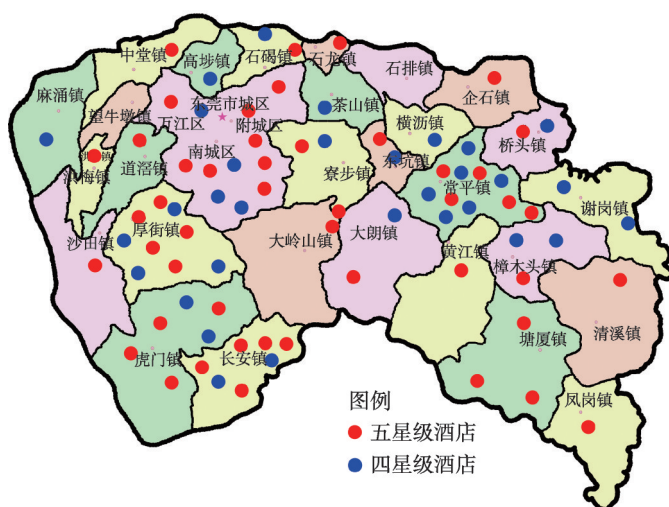 中堂镇
高埗镇
石碣镇
石龙镇
石排镇
企石镇
麻涌镇
望牛墩镇
万江区
东莞市城区
附城区
茶山镇
横沥镇
桥头镇
洪梅镇
道滘镇
南城区
寮步镇
东坑镇
常平镇
谢岗镇
沙田镇
厚街镇
大岭山镇
大朗镇
黄江镇
樟木头镇
清溪镇
虎门镇
长安镇
塘厦镇
凤岗镇
图例
五星级酒店
四星级酒店